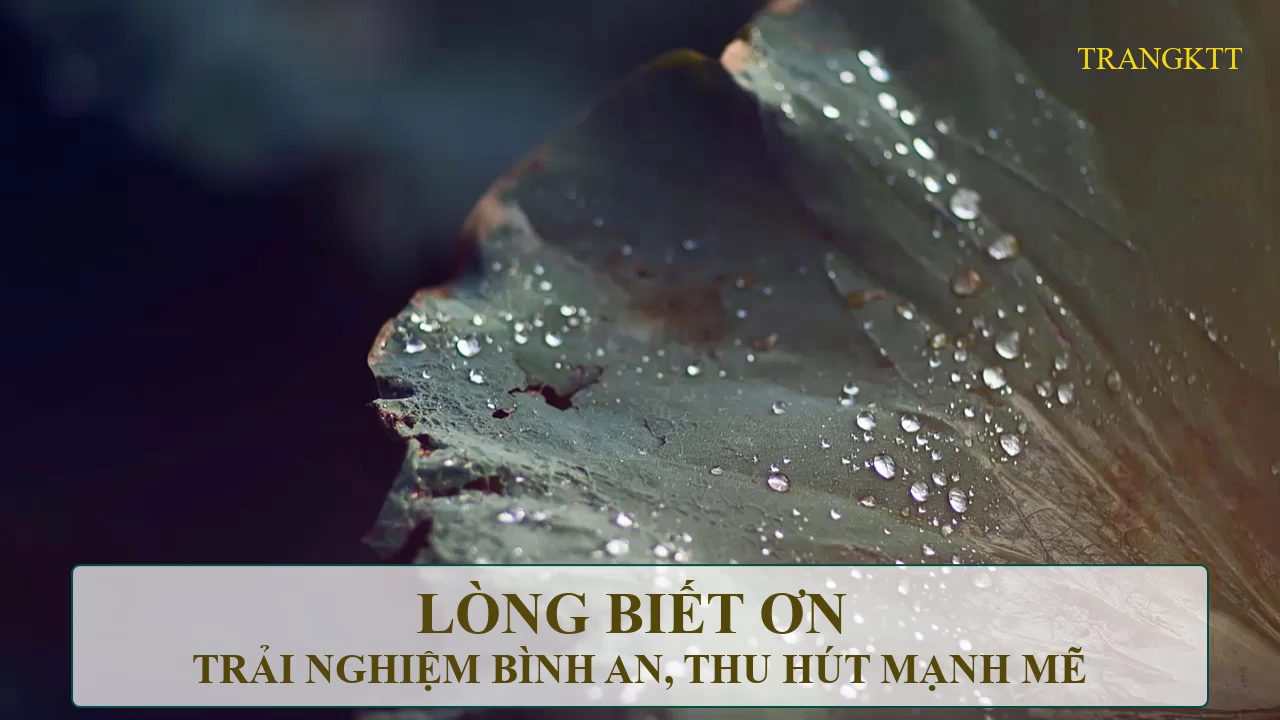 TRANGKTT
LÒNG BIẾT ƠN
TRẢI NGHIỆM BÌNH AN, THU HÚT MẠNH MẼ